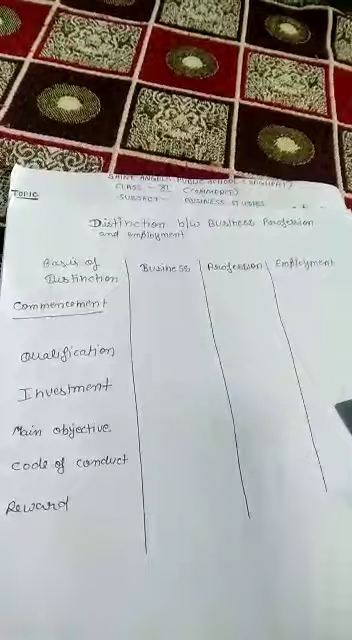 SAINT ANGELS PUBLIC SCHOOL (BAGHPAT)
CLASS - XI (COMMERCE)
SUBJECT - BUSINESS STUDIES
TOPIC
Distinction b/w Business Profession
and employment
Basis of Distinction | Business | Profession | Employment
Commencement
Qualification
Investment
Main objective
Code of conduct
Reward